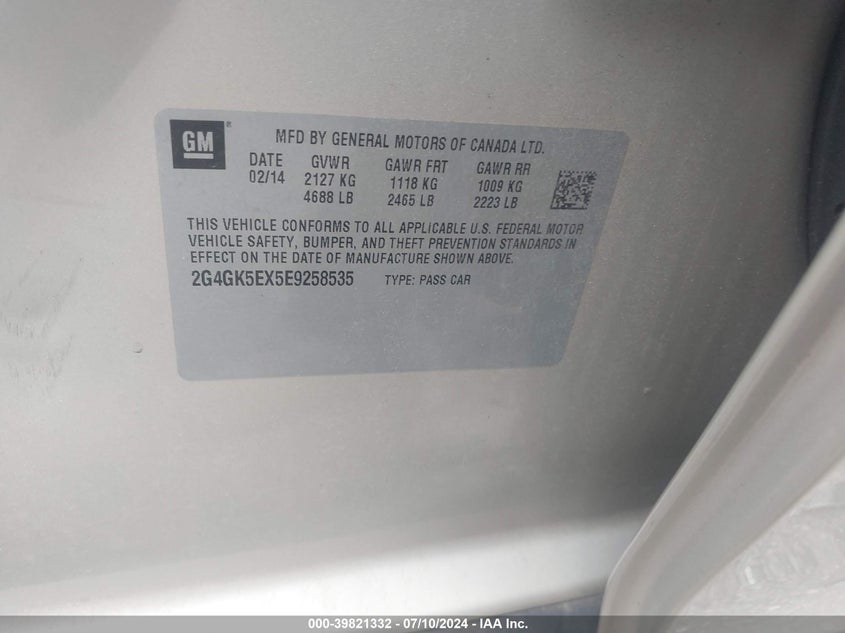 GM®
MFD BY GENERAL MOTORS OF CANADA LTD.
DATE GVWR GAWR FRT GAWR RR
02/14 2127 KG 1118 KG 1009 KG
4688 LB 2465 LB 2223 LB
THIS VEHICLE CONFORMS TO ALL APPLICABLE U.S. FEDERAL MOTOR
VEHICLE SAFETY, BUMPER, AND THEFT PREVENTION STANDARDS IN
EFFECT ON THE DATE OF MANUFACTURE SHOWN ABOVE.
2G4GK5EX5E9258535 TYPE: PASS CAR
000-39821332 - 07/10/2024 - IAA, Inc.